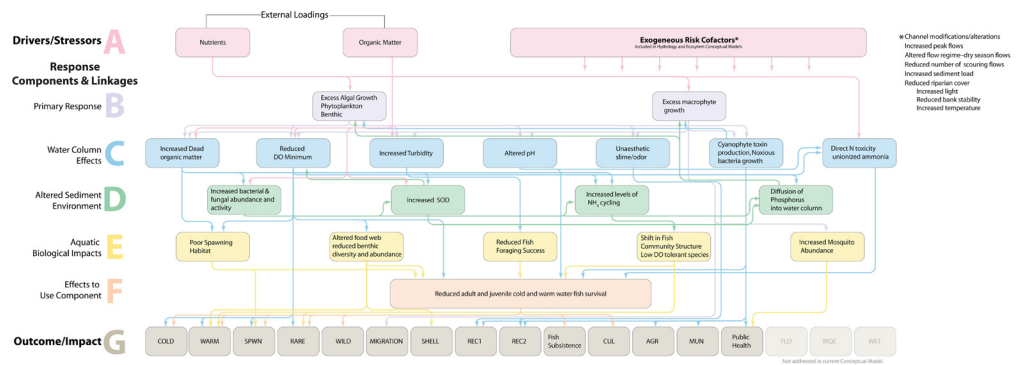 External Loadings
Drivers/Stressors A
Nutrients
Organic Matter
Exogeneous Risk Cofactors*
Included in Hydrology and Ecosystem Conceptual Models
* Channel modifications/alterations
Increased peak flows
Altered flow regime–dry season flows
Reduced number of scouring flows
Increased sediment load
Reduced riparian cover
Increased light
Reduced bank stability
Increased temperature
Response
Components & Linkages
Primary Response B
Excess Algal Growth
Phytoplankton
Benthic
Excess macrophyte
growth
Water Column
Effects
C
Increased Dead
organic matter
Reduced
DO Minimum
Increased Turbidity
Altered pH
Unaesthetic
slime/odor
Cyanophyte toxin
production, Noxious
bacteria growth
Direct N toxicity
unionized ammonia
Altered Sediment
Environment
D
Increased bacterial &
fungal abundance and
activity
Increased SOD
Increased levels of
NH4 cycling
Diffusion of
Phosphorus
into water column
Aquatic
Biological Impacts
E
Poor Spawning
Habitat
Altered food web
reduced benthic
diversity and abundance
Reduced Fish
Foraging Success
Shift in Fish
Community Structure
Low DO tolerant species
Increased Mosquito
Abundance
Effects to
Use Component
F
Reduced adult and juvenile cold and warm water fish survival
Outcome/Impact G
COLD
WARM
SPWN
RARE
WILD
MIGRATION
SHELL
REC1
REC2
Fish
Subsistence
CUL
AGR
MUN
Public
Health
FLD
WQE
WET
Not addressed in current Conceptual Model